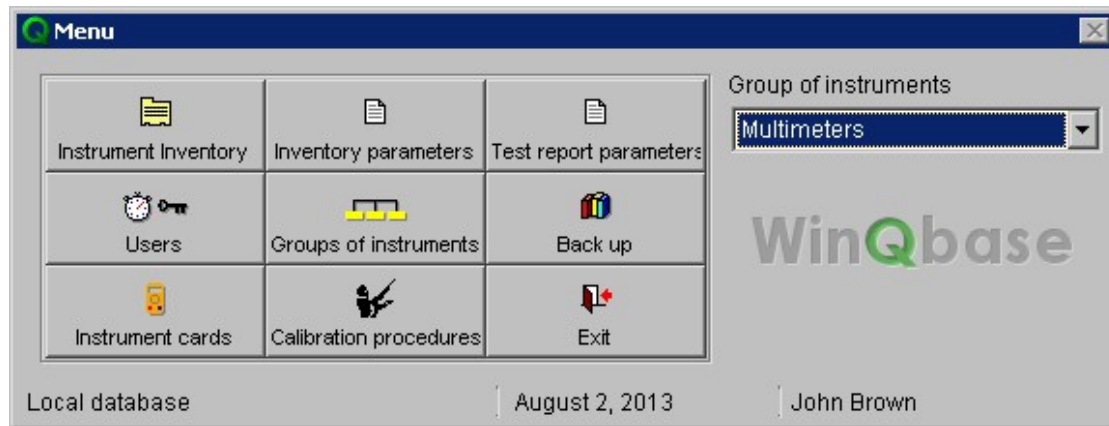 Menu
Group of instruments
Multimeters
Instrument Inventory
Inventory parameters
Test report parameters
Users
Groups of instruments
Back up
WinQbase
Instrument cards
Calibration procedures
Exit
Local database
August 2, 2013
John Brown